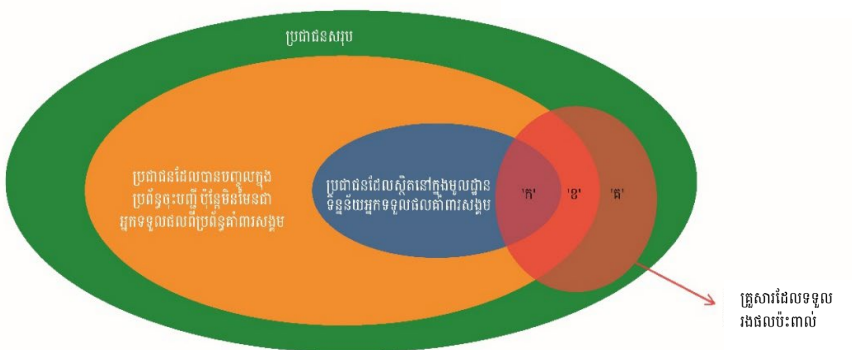 ប្រជាជនសរុប
ប្រជាជនដែលបានបញ្ចូលក្នុង
ប្រព័ន្ធចុះបញ្ជី ប៉ុន្តែមិនមែនជា
អ្នកទទួលផលពីប្រព័ន្ធគាំពារសង្គម
ប្រជាជនដែលស្ថិតនៅក្នុងមូលដ្ឋាន
ទិន្នន័យអ្នកទទួលផលគាំពារសង្គម
'ក'
'ខ'
'គ'
គ្រួសារដែលទទួល
រងផលប៉ះពាល់